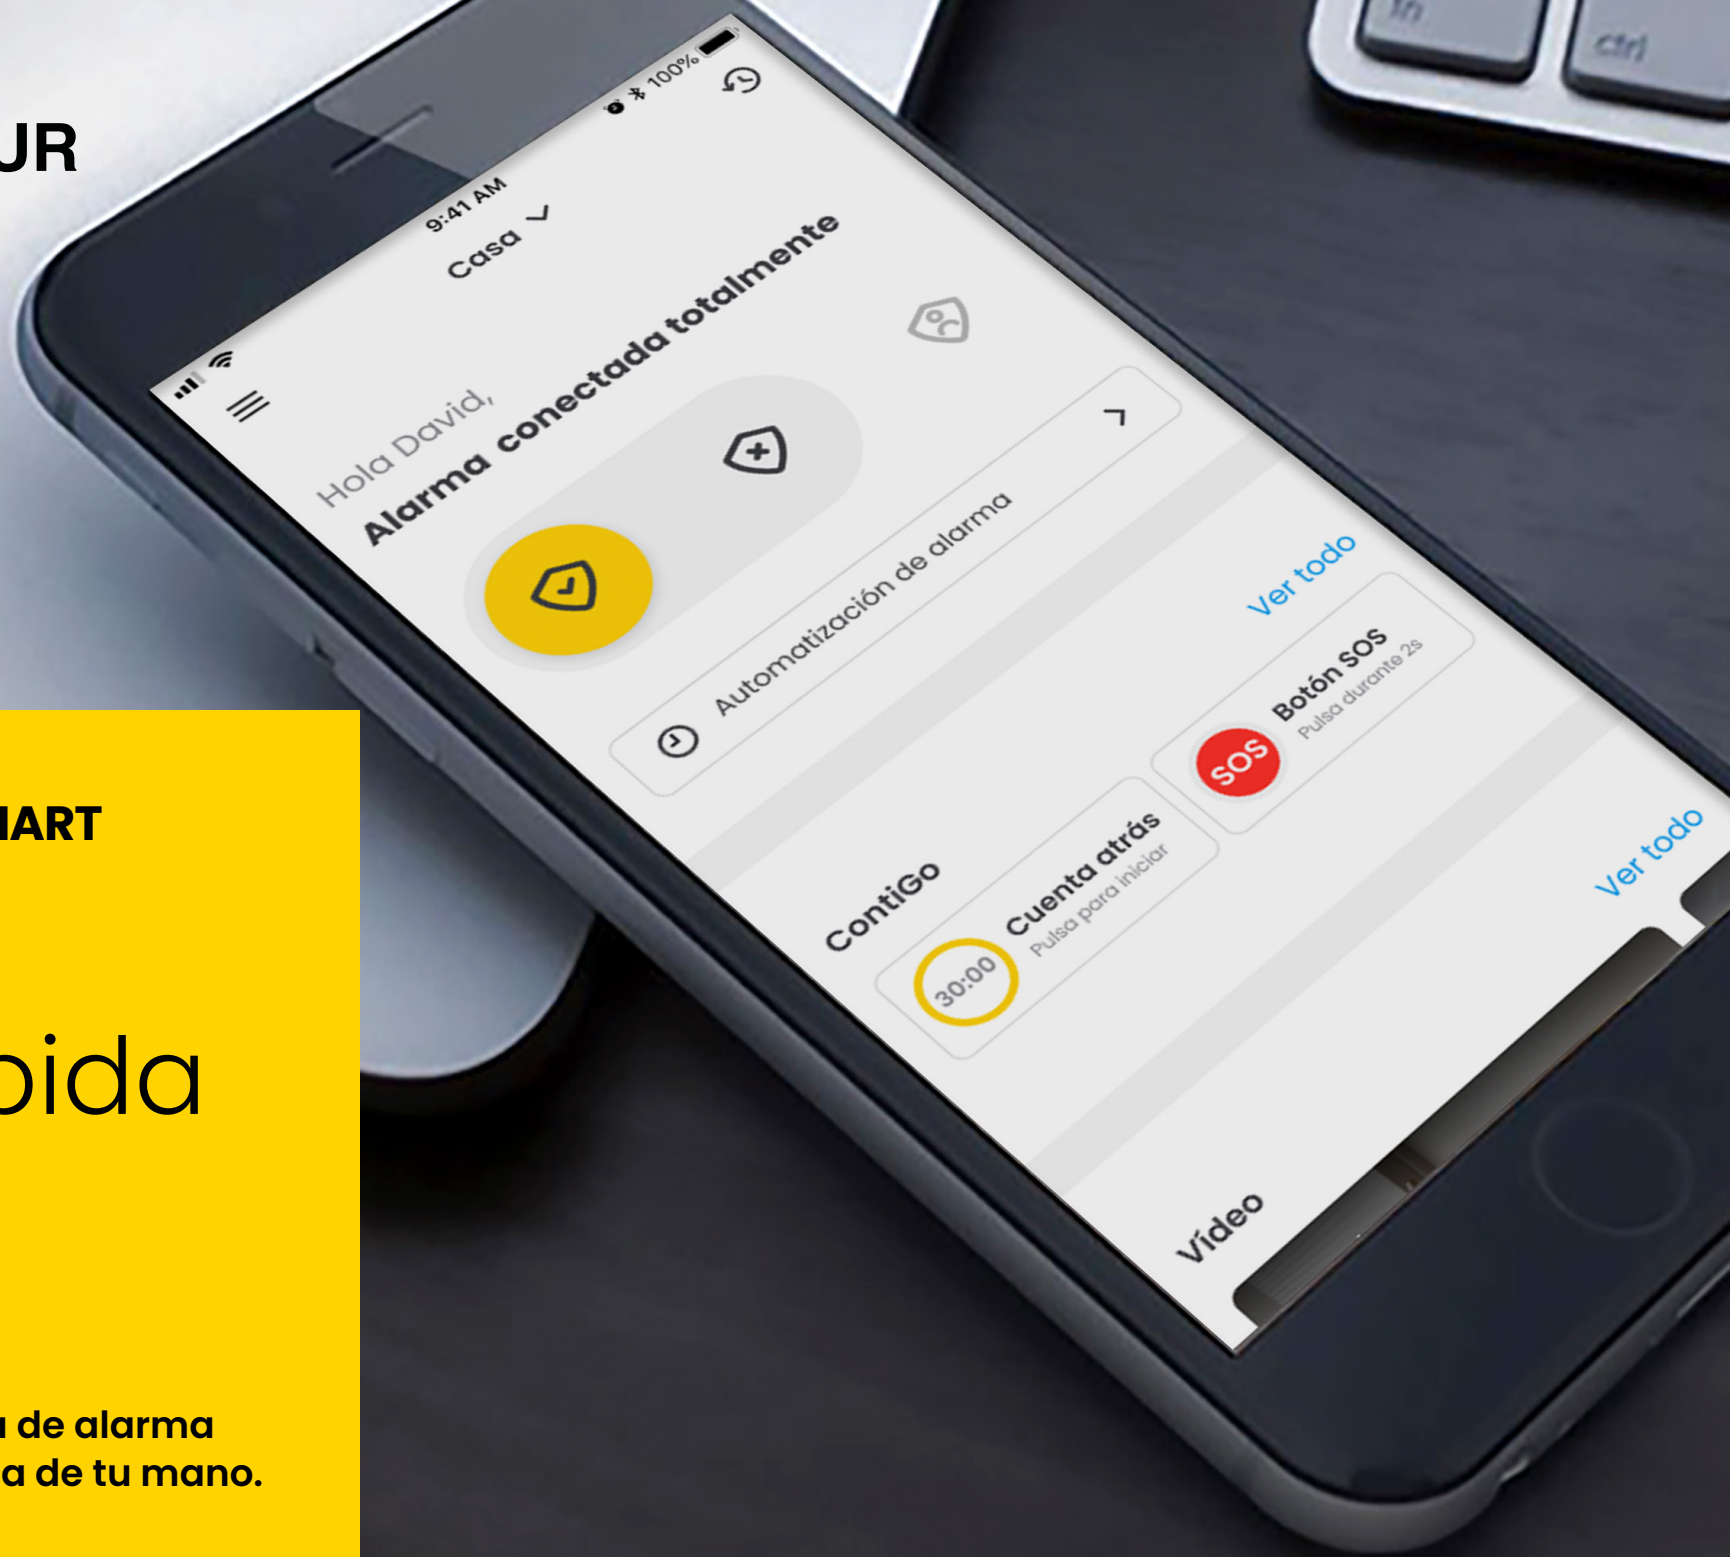 UR
9:41 AM
100%
Casa
Hola David,
Alarma conectada totalmente
Automatización de alarma
ContiGo
Ver todo
30:00
Cuenta atrás
Pulsa para iniciar
SOS
Botón SOS
Pulsa durante 2s
Vídeo
Ver todo
fn
ctrl
ART
bida
de alarma
a de tu mano.